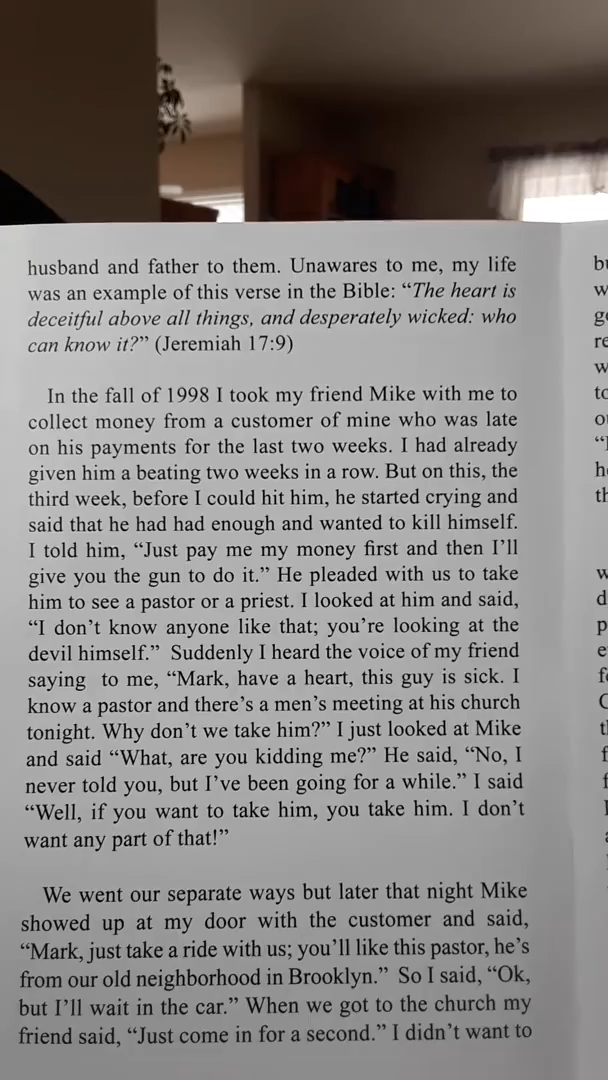 husband and father to them. Unawares to me, my life
was an example of this verse in the Bible: “The heart is
deceitful above all things, and desperately wicked: who
can know it?” (Jeremiah 17:9)
In the fall of 1998 I took my friend Mike with me to
collect money from a customer of mine who was late
on his payments for the last two weeks. I had already
given him a beating two weeks in a row. But on this, the
third week, before I could hit him, he started crying and
said that he had had enough and wanted to kill himself.
I told him, “Just pay me my money first and then I’ll
give you the gun to do it.” He pleaded with us to take
him to see a pastor or a priest. I looked at him and said,
“I don’t know anyone like that; you’re looking at the
devil himself.” Suddenly I heard the voice of my friend
saying to me, “Mark, have a heart, this guy is sick. I
know a pastor and there’s a men’s meeting at his church
tonight. Why don’t we take him?” I just looked at Mike
and said “What, are you kidding me?” He said, “No, I
never told you, but I’ve been going for a while.” I said
“Well, if you want to take him, you take him. I don’t
want any part of that!”
We went our separate ways but later that night Mike
showed up at my door with the customer and said,
“Mark, just take a ride with us; you’ll like this pastor, he’s
from our old neighborhood in Brooklyn.” So I said, “Ok,
but I’ll wait in the car.” When we got to the church my
friend said, “Just come in for a second.” I didn’t want to